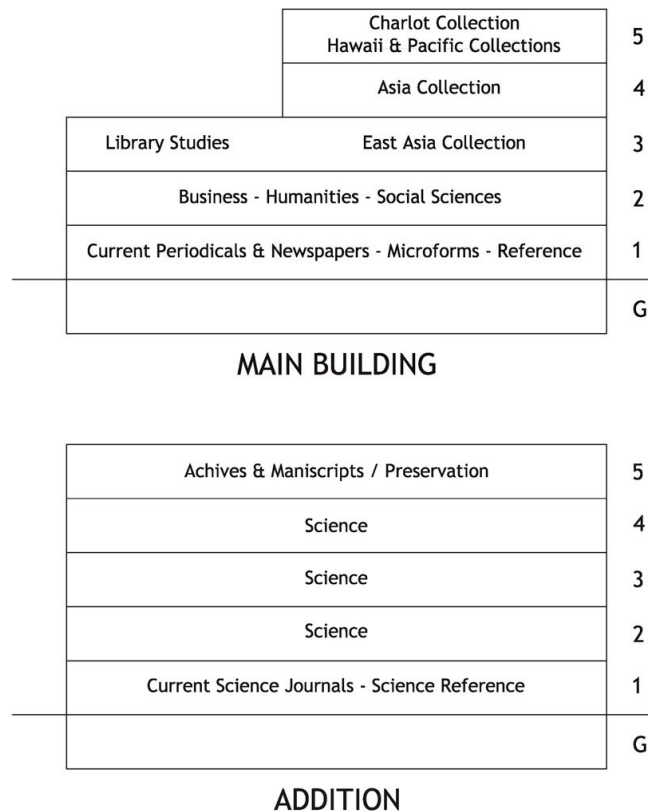 Charlot Collection
Hawaii & Pacific Collections
5
Asia Collection
4
Library Studies
East Asia Collection
3
Business - Humanities - Social Sciences
2
Current Periodicals & Newspapers - Microforms - Reference
1
G
MAIN BUILDING
Achives & Maniscripts / Preservation
5
Science
4
Science
3
Science
2
Current Science Journals - Science Reference
1
G
ADDITION